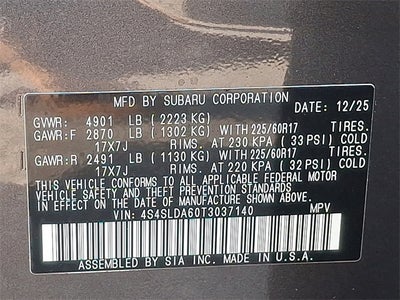 MFD BY SUBARU CORPORATION
DATE: 12/25
GVWR: 4901 LB ( 2223 KG)
GAWR:F 2870 LB ( 1302 KG) WITH 225/60R17 TIRES.
17X7J RIMS, AT 230 KPA ( 33 PSI) COLD
GAWR:R 2491 LB ( 1130 KG) WITH 225/60R17 TIRES.
17X7J RIMS, AT 220 KPA ( 32 PSI) COLD
THIS VEHICLE CONFORMS TO ALL APPLICABLE FEDERAL MOTOR
VEHICLE SAFETY AND BUMPER STANDARDS IN EFFECT
ON THE DATE OF MANUFACTURE SHOWN ABOVE.
VIN: 4S4SLDA60T3037140 MPV
ASSEMBLED BY SIA INC. MADE IN U.S.A.